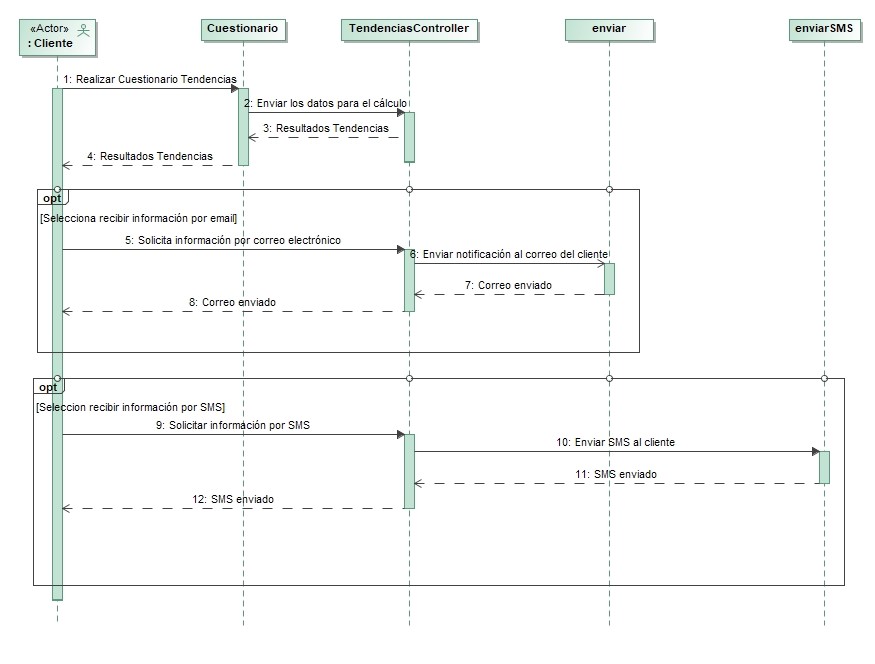 «Actor»
: Cliente
Cuestionario
TendenciasController
enviar
enviarSMS
1: Realizar Cuestionario Tendencias
2: Enviar los datos para el cálculo
3: Resultados Tendencias
4: Resultados Tendencias
opt
[Selecciona recibir información por email]
5: Solicita información por correo electrónico
6: Enviar notificación al correo del cliente
7: Correo enviado
8: Correo enviado
opt
[Seleccion recibir información por SMS]
9: Solicitar información por SMS
10: Enviar SMS al cliente
11: SMS enviado
12: SMS enviado